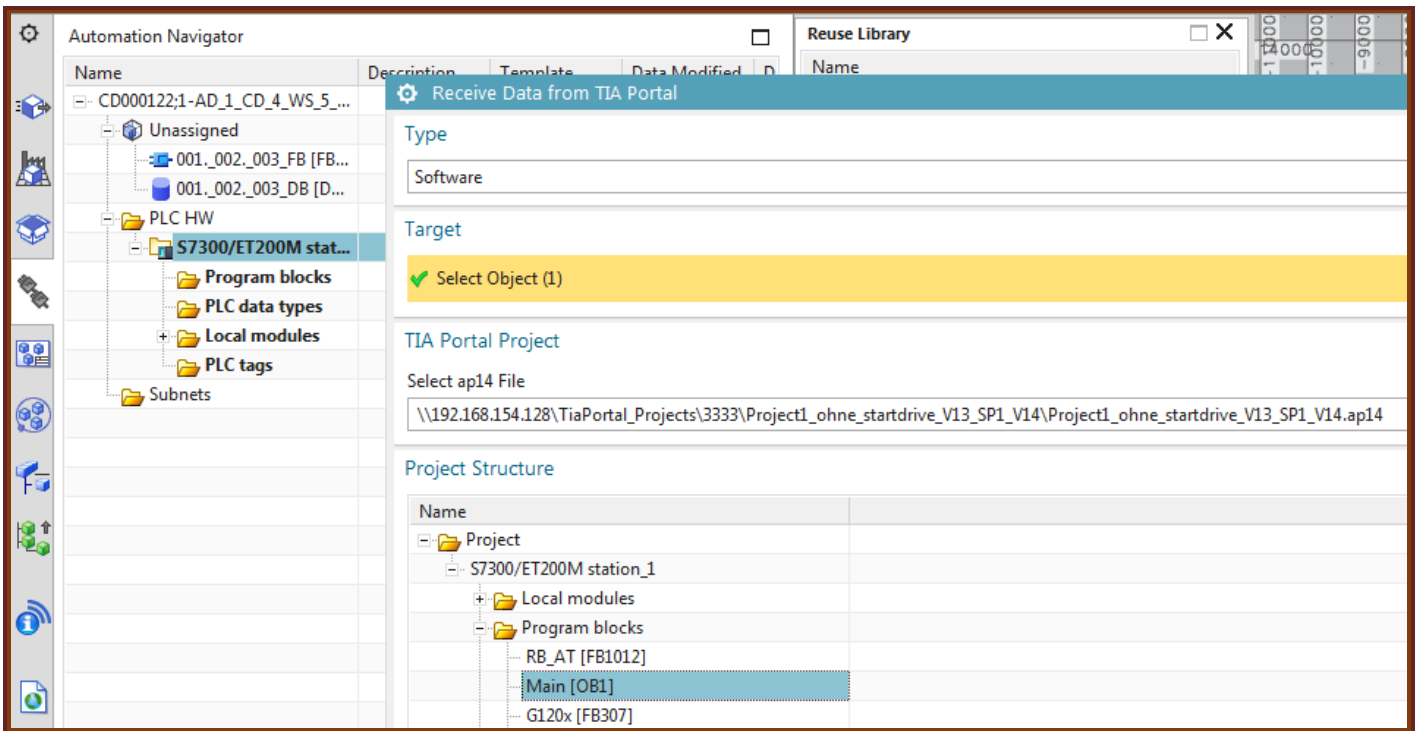 Automation Navigator
Name Description Template Data Modified D
CD000122;1-AD_1_CD_4_WS_5_...
Unassigned
001._002._003_FB [FB...
001._002._003_DB [D...
PLC HW
S7300/ET200M stat...
Program blocks
PLC data types
Local modules
PLC tags
Subnets
Reuse Library
Name
Receive Data from TIA Portal
Type
Software
Target
Select Object (1)
TIA Portal Project
Select ap14 File
\\192.168.154.128\TiaPortal_Projects\3333\Project1_ohne_startdrive_V13_SP1_V14\Project1_ohne_startdrive_V13_SP1_V14.ap14
Project Structure
Name
Project
S7300/ET200M station_1
Local modules
Program blocks
RB_AT [FB1012]
Main [OB1]
G120x [FB307]